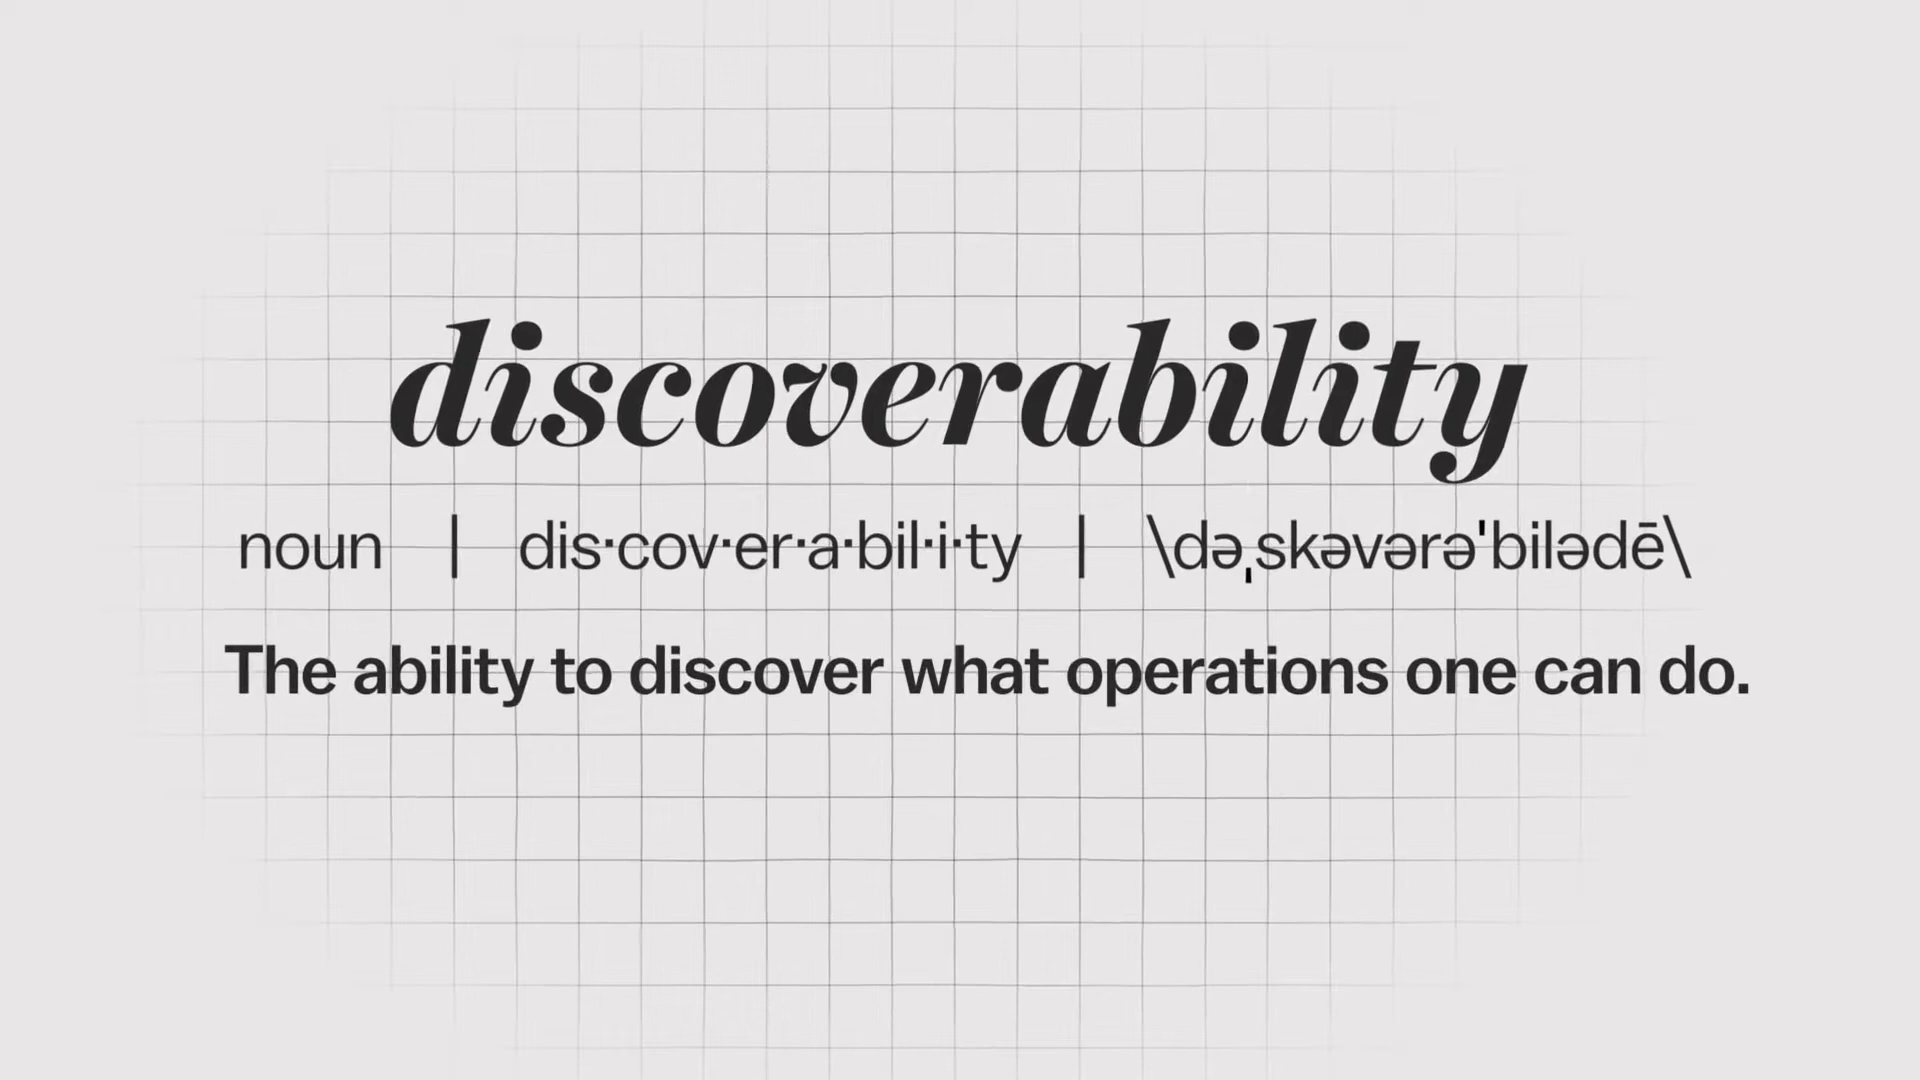 discoverability
noun | dis·cov·er·a·bil·i·ty | \dəˌskəvərəˈbilədē\
The ability to discover what operations one can do.